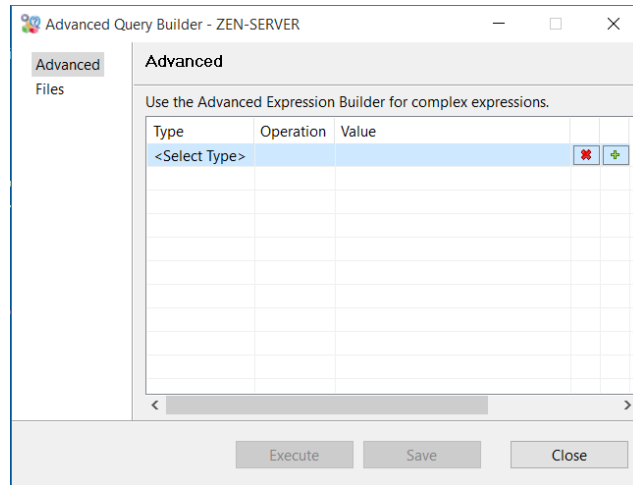 Advanced Query Builder - ZEN-SERVER
Advanced
Files
Advanced
Use the Advanced Expression Builder for complex expressions.
Type Operation Value
<Select Type>
Execute Save Close